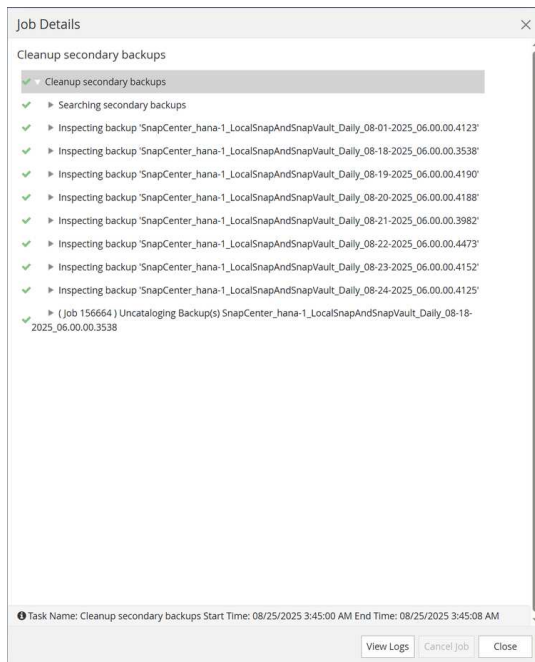 Job Details
Cleanup secondary backups
Cleanup secondary backups
Searching secondary backups
Inspecting backup 'SnapCenter_hana-1_LocalSnapAndSnapVault_Daily_08-01-2025_06.00.00.4123'
Inspecting backup 'SnapCenter_hana-1_LocalSnapAndSnapVault_Daily_08-18-2025_06.00.00.3538'
Inspecting backup 'SnapCenter_hana-1_LocalSnapAndSnapVault_Daily_08-19-2025_06.00.00.4190'
Inspecting backup 'SnapCenter_hana-1_LocalSnapAndSnapVault_Daily_08-20-2025_06.00.00.4188'
Inspecting backup 'SnapCenter_hana-1_LocalSnapAndSnapVault_Daily_08-21-2025_06.00.00.3982'
Inspecting backup 'SnapCenter_hana-1_LocalSnapAndSnapVault_Daily_08-22-2025_06.00.00.4473'
Inspecting backup 'SnapCenter_hana-1_LocalSnapAndSnapVault_Daily_08-23-2025_06.00.00.4152'
Inspecting backup 'SnapCenter_hana-1_LocalSnapAndSnapVault_Daily_08-24-2025_06.00.00.4125'
( Job 156664 ) Uncataloging Backup(s) SnapCenter_hana-1_LocalSnapAndSnapVault_Daily_08-18-
2025_06.00.00.3538
Task Name: Cleanup secondary backups Start Time: 08/25/2025 3:45:00 AM End Time: 08/25/2025 3:45:08 AM
View Logs Cancel Job Close